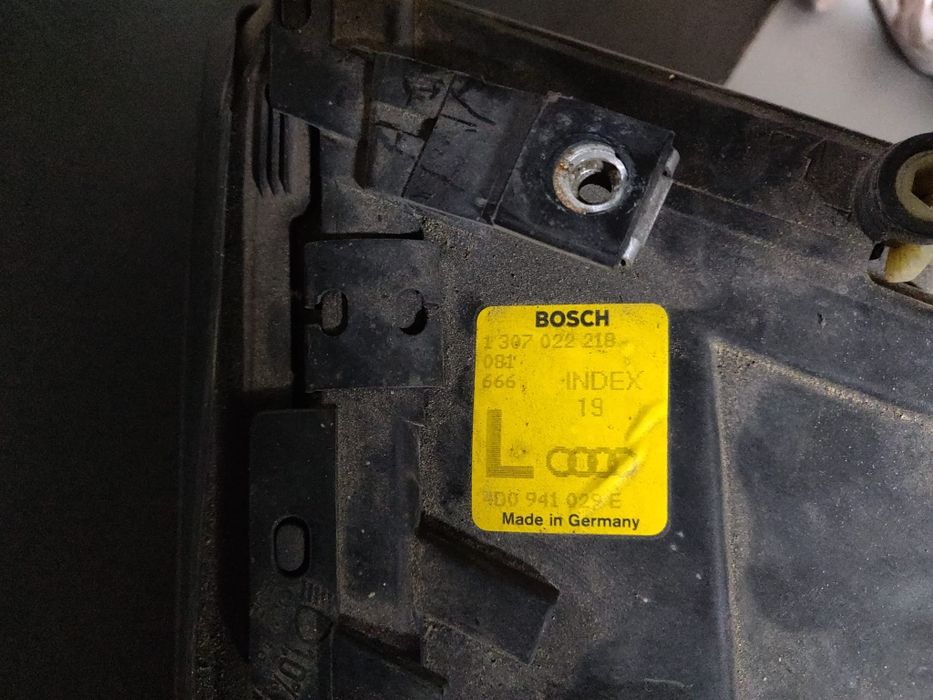 BOSCH
1 307 022 218
081
666 INDEX
19
L
4D0 941 029 E
Made in Germany